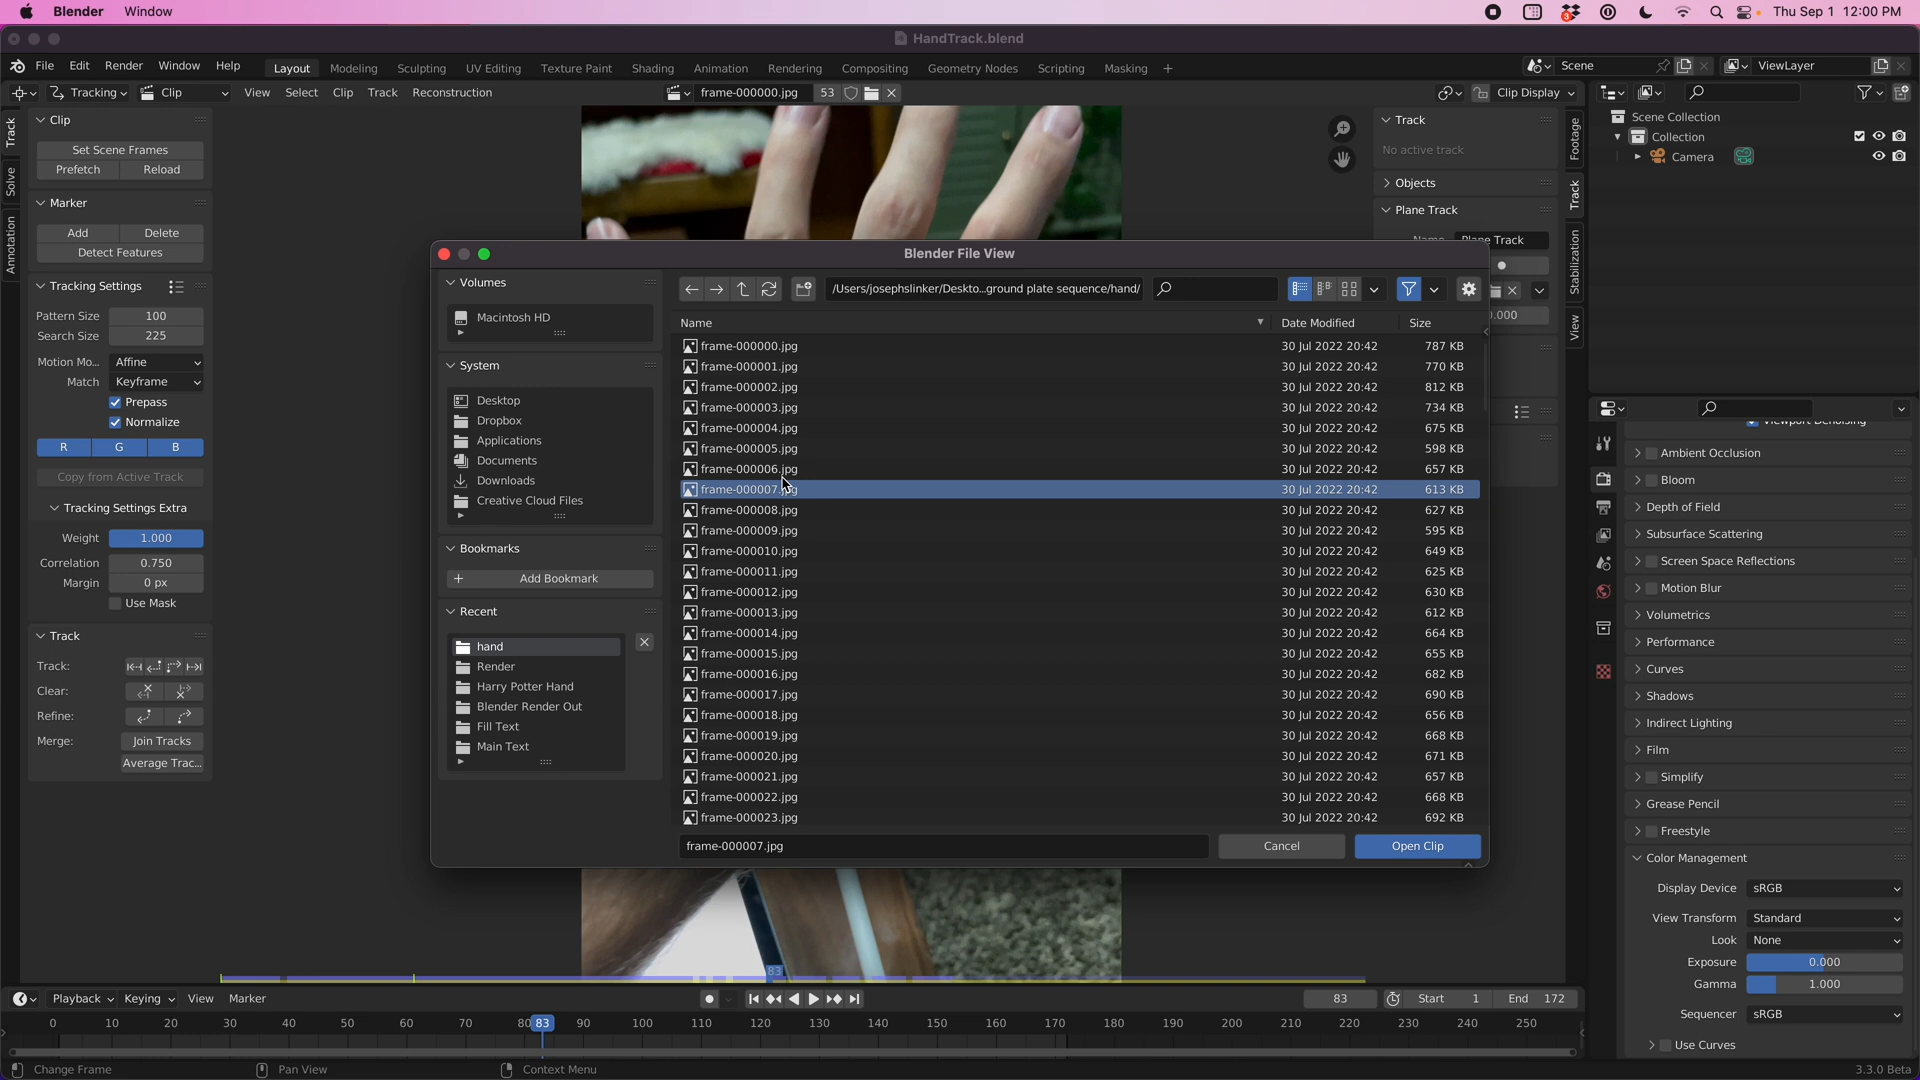 Blender Window Thu Sep 1 12:00 PM
HandTrack.blend
File Edit Render Window Help Layout Modeling Sculpting UV Editing Texture Paint Shading Animation Rendering Compositing Geometry Nodes Scripting Masking + Scene ViewLayer
Tracking Clip View Select Clip Track Reconstruction frame-000000.jpg 53 Clip Display
Track
Solve
Annotation
Clip
Set Scene Frames
Prefetch Reload
Marker
Add Delete
Detect Features
Tracking Settings
Pattern Size 100
Search Size 225
Motion Mo... Affine
Match Keyframe
Prepass
Normalize
R G B
Copy from Active Track
Tracking Settings Extra
Weight 1.000
Correlation 0.750
Margin 0 px
Use Mask
Track
Track:
Clear:
Refine:
Merge: Join Tracks
Average Trac...
Blender File View
Volumes
Macintosh HD
System
Desktop
Dropbox
Applications
Documents
Downloads
Creative Cloud Files
Bookmarks
Add Bookmark
Recent
hand
Render
Harry Potter Hand
Blender Render Out
Fill Text
Main Text
/Users/josephslinker/Deskto...ground plate sequence/hand/
Name Date Modified Size
frame-000000.jpg 30 Jul 2022 20:42 787 KB
frame-000001.jpg 30 Jul 2022 20:42 770 KB
frame-000002.jpg 30 Jul 2022 20:42 812 KB
frame-000003.jpg 30 Jul 2022 20:42 734 KB
frame-000004.jpg 30 Jul 2022 20:42 675 KB
frame-000005.jpg 30 Jul 2022 20:42 598 KB
frame-000006.jpg 30 Jul 2022 20:42 657 KB
frame-000007.jpg 30 Jul 2022 20:42 613 KB
frame-000008.jpg 30 Jul 2022 20:42 627 KB
frame-000009.jpg 30 Jul 2022 20:42 595 KB
frame-000010.jpg 30 Jul 2022 20:42 649 KB
frame-000011.jpg 30 Jul 2022 20:42 625 KB
frame-000012.jpg 30 Jul 2022 20:42 630 KB
frame-000013.jpg 30 Jul 2022 20:42 612 KB
frame-000014.jpg 30 Jul 2022 20:42 664 KB
frame-000015.jpg 30 Jul 2022 20:42 655 KB
frame-000016.jpg 30 Jul 2022 20:42 682 KB
frame-000017.jpg 30 Jul 2022 20:42 690 KB
frame-000018.jpg 30 Jul 2022 20:42 656 KB
frame-000019.jpg 30 Jul 2022 20:42 668 KB
frame-000020.jpg 30 Jul 2022 20:42 671 KB
frame-000021.jpg 30 Jul 2022 20:42 657 KB
frame-000022.jpg 30 Jul 2022 20:42 668 KB
frame-000023.jpg 30 Jul 2022 20:42 692 KB
frame-000007.jpg Cancel Open Clip
Track
No active track
Objects
Plane Track
Plane Track
Footage
Track
Stabilization
View
Scene Collection
Collection
Camera
Ambient Occlusion
Bloom
Depth of Field
Subsurface Scattering
Screen Space Reflections
Motion Blur
Volumetrics
Performance
Curves
Shadows
Indirect Lighting
Film
Simplify
Grease Pencil
Freestyle
Color Management
Display Device sRGB
View Transform Standard
Look None
Exposure 0.000
Gamma 1.000
Sequencer sRGB
Use Curves
83
Playback Keying View Marker 83 Start 1 End 172
0 10 20 30 40 50 60 70 80 83 90 100 110 120 130 140 150 160 170 180 190 200 210 220 230 240 250
Change Frame Pan View Context Menu 3.3.0 Beta